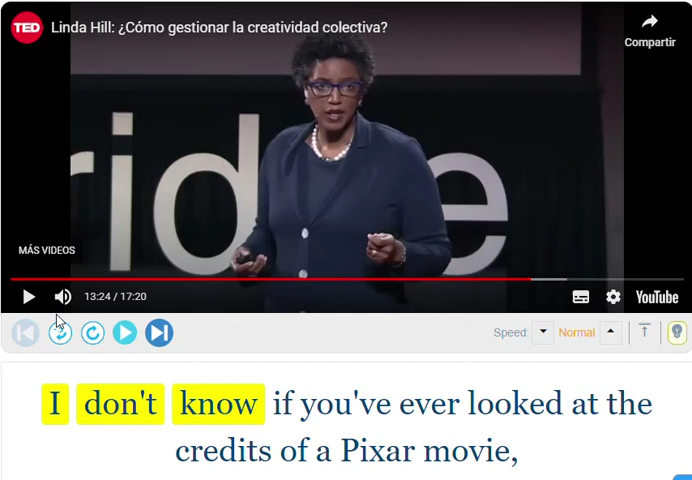 TED
Linda Hill: ¿Cómo gestionar la creatividad colectiva?
Compartir
ridge
MÁS VIDEOS
13:24 / 17:20
YouTube
Speed:
Normal
I don't know if you've ever looked at the
credits of a Pixar movie,